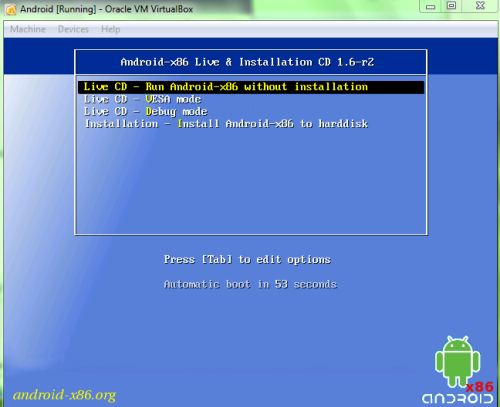 Android [Running] - Oracle VM VirtualBox
Machine Devices Help
Android-x86 Live & Installation CD 1.6-r2
Live CD - Run Android-x86 without installation
Live CD - VESA mode
Live CD - Debug mode
Installation - Install Android-x86 to harddisk
Press [Tab] to edit options
Automatic boot in 53 seconds
android-x86.org
x86
ANDROID